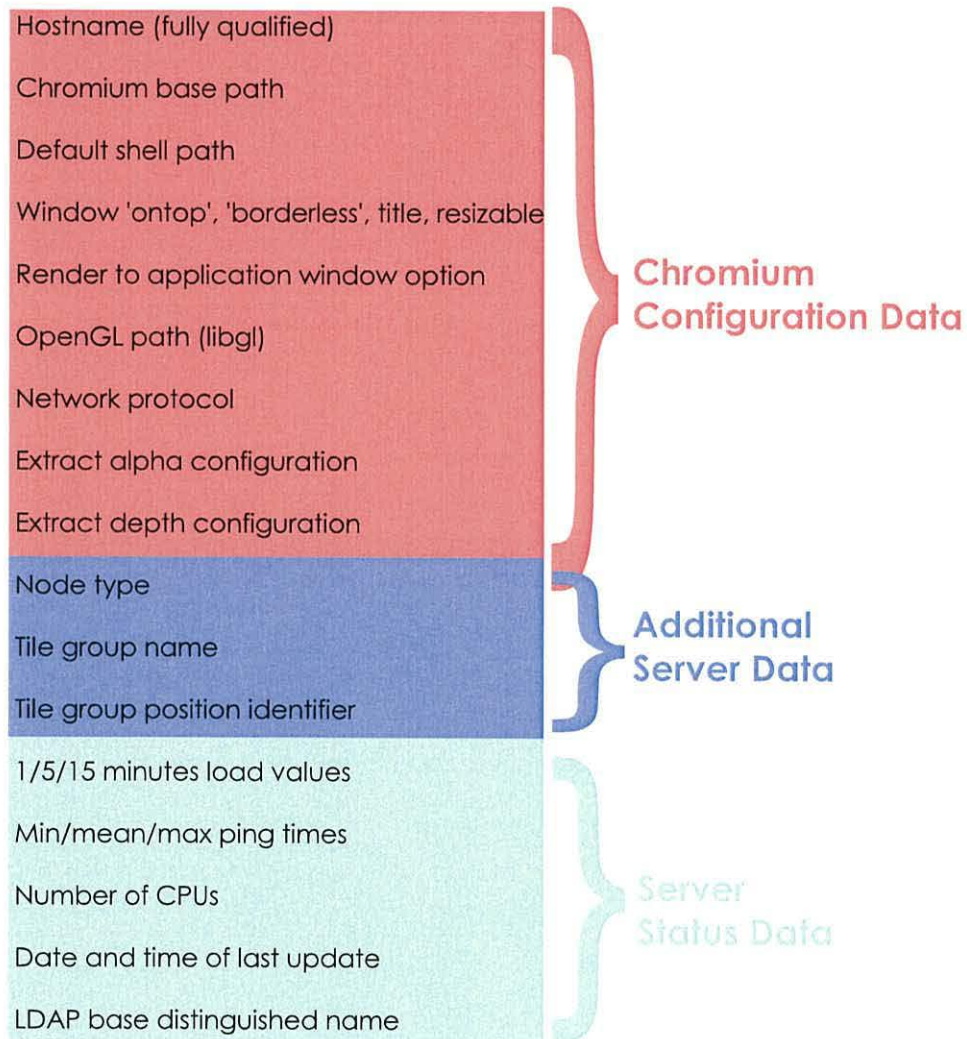 Hostname (fully qualified)
Chromium base path
Default shell path
Window 'ontop', 'borderless', title, resizable
Render to application window option
OpenGL path (libgl)
Network protocol
Extract alpha configuration
Extract depth configuration
Chromium
Configuration Data
Node type
Tile group name
Tile group position identifier
Additional
Server Data
1/5/15 minutes load values
Min/mean/max ping times
Number of CPUs
Date and time of last update
LDAP base distinguished name
Server
Status Data